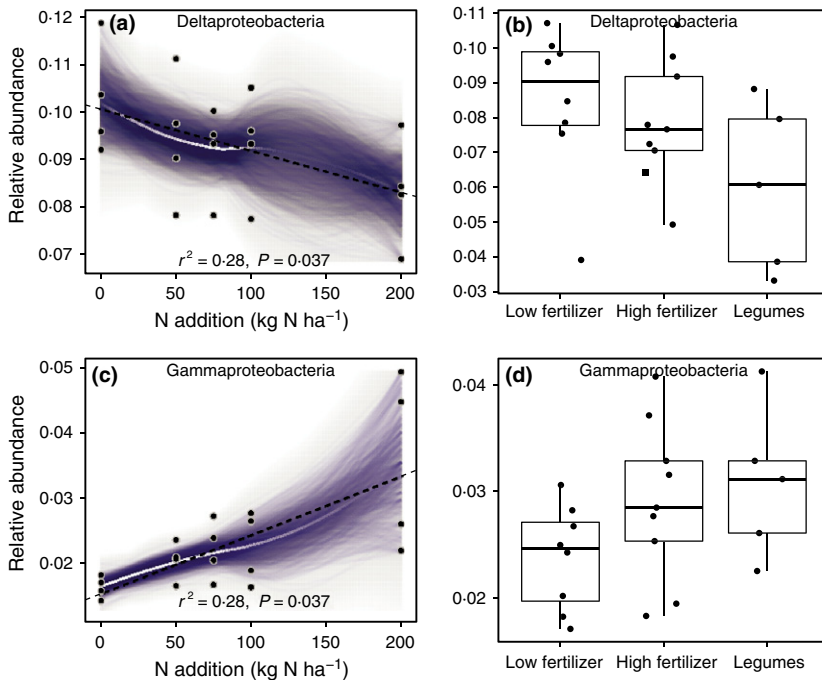 (a)
Deltaproteobacteria
Relative abundance
0·12
0·11
0·10
0·09
0·08
0·07
r² = 0·28, P = 0·037
0 50 100 150 200
N addition (kg N ha⁻¹)
(b)
Deltaproteobacteria
0·11
0·10
0·09
0·08
0·07
0·06
0·05
0·04
0·03
Low fertilizer High fertilizer Legumes
(c)
Gammaproteobacteria
Relative abundance
0·05
0·04
0·03
0·02
r² = 0·28, P = 0·037
0 50 100 150 200
N addition (kg N ha⁻¹)
(d)
Gammaproteobacteria
0·04
0·03
0·02
Low fertilizer High fertilizer Legumes